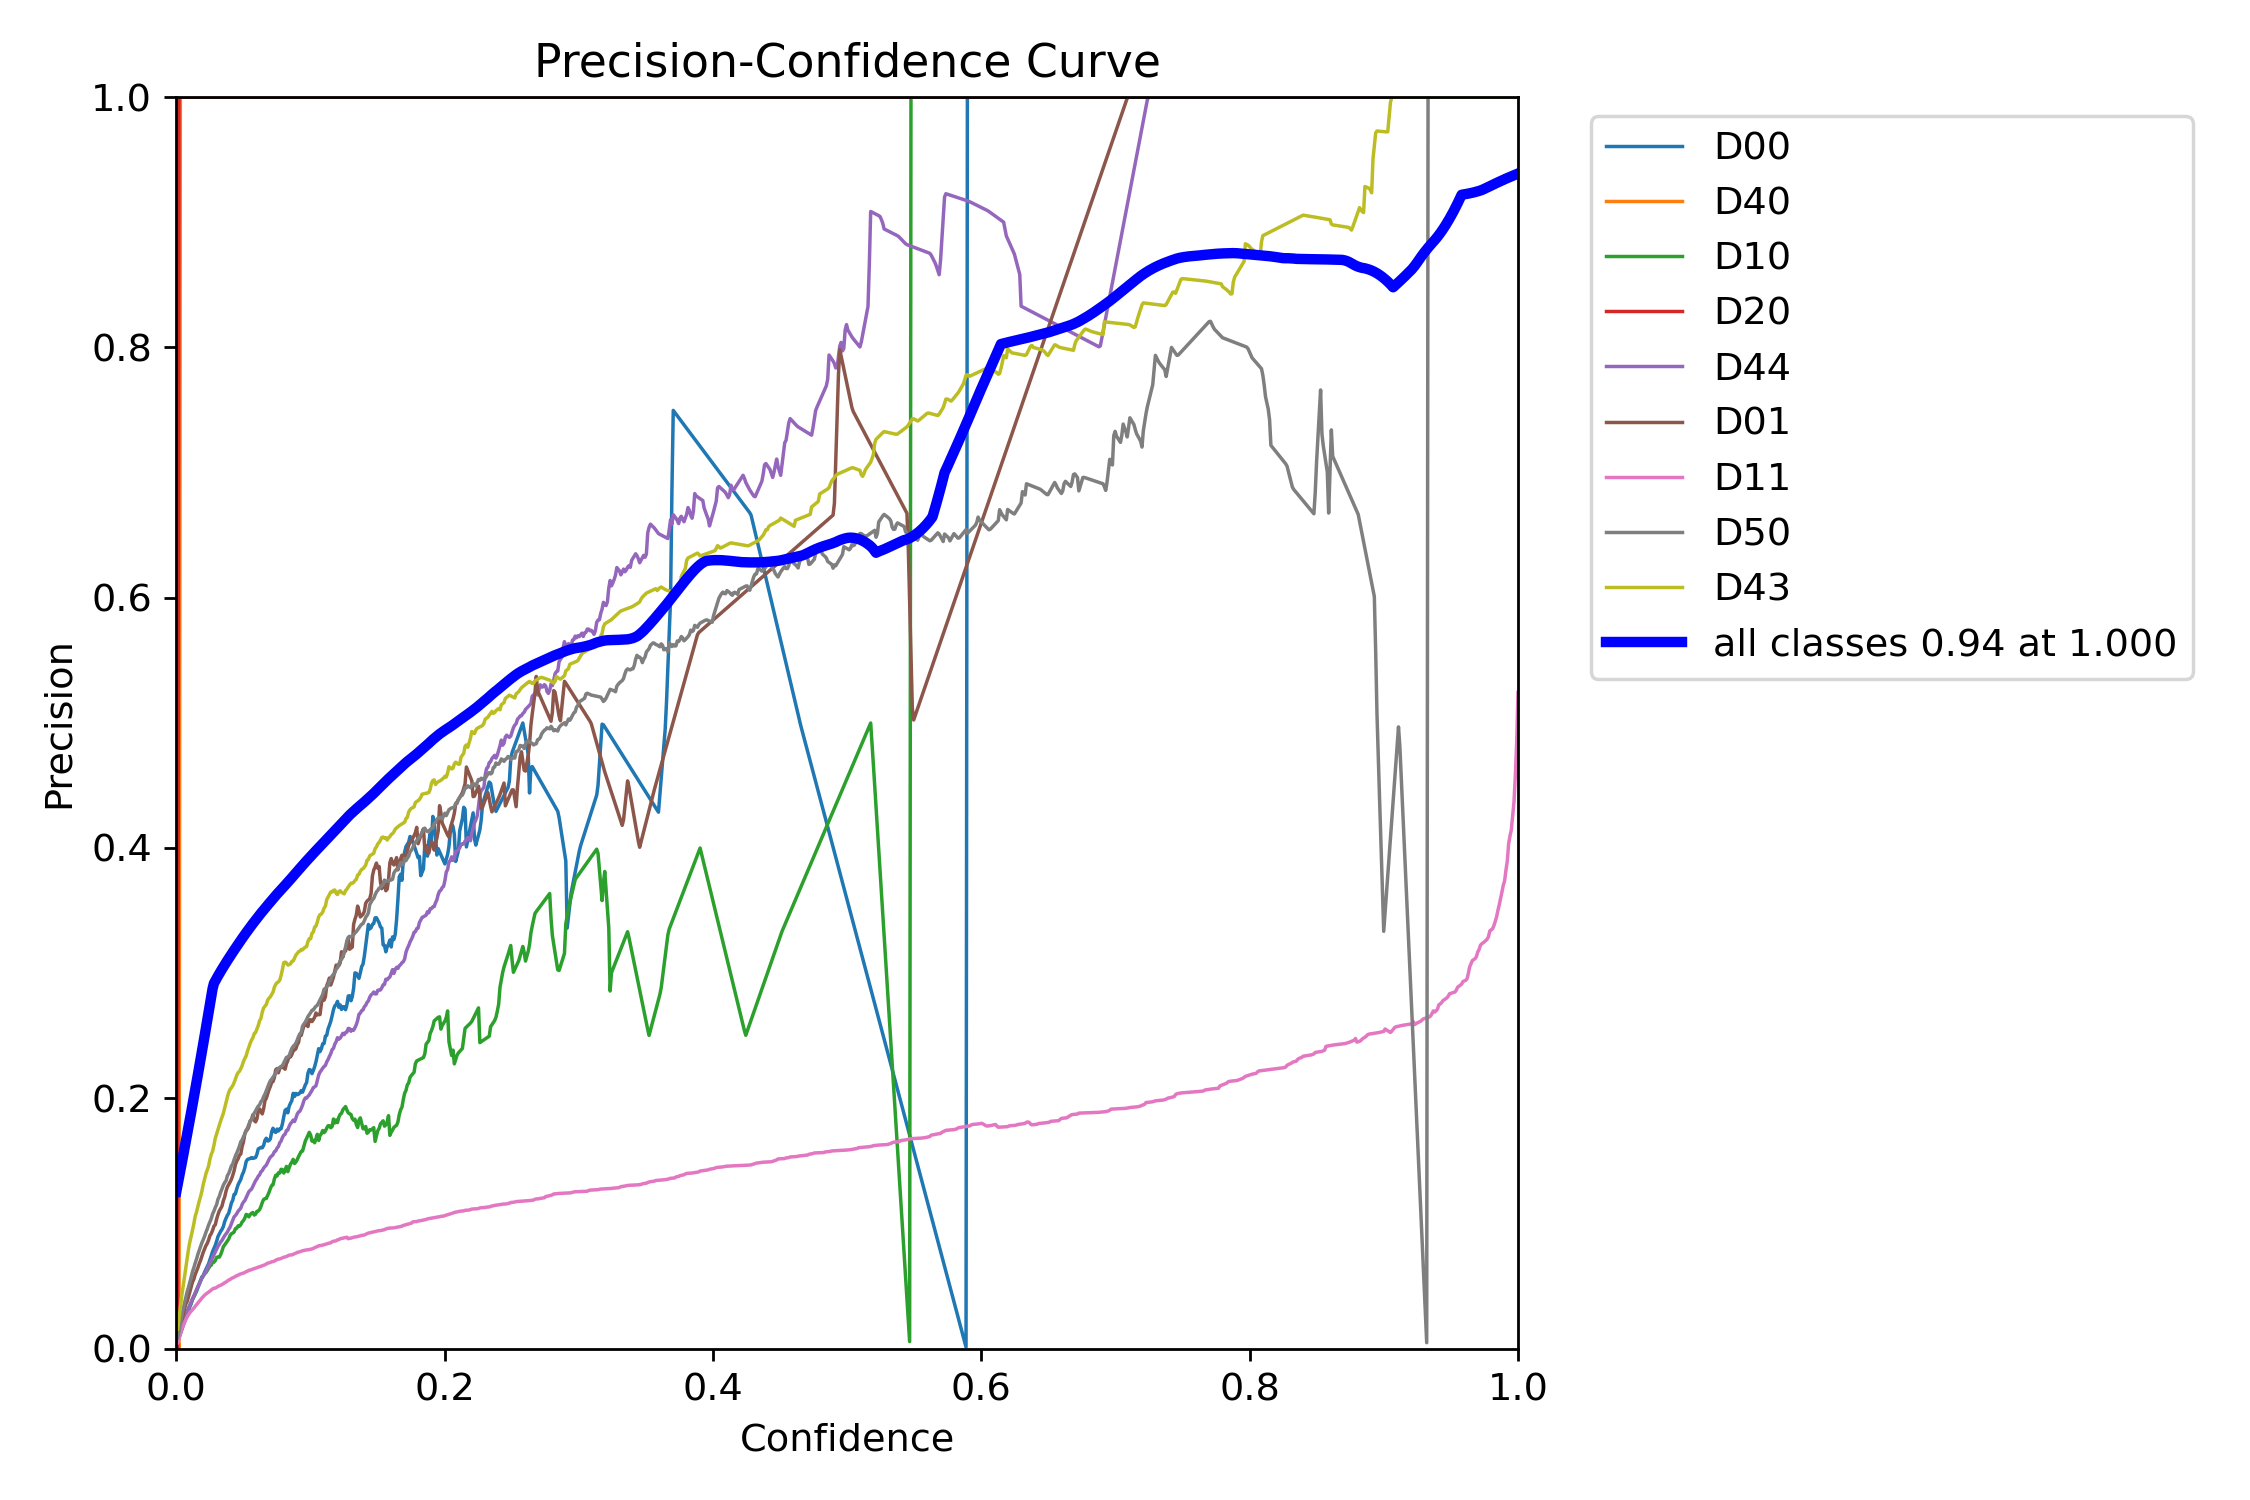 Precision-Confidence Curve
1.0
0.8
0.6
0.4
0.2
0.0
Precision
0.0 0.2 0.4 0.6 0.8 1.0
Confidence
D00
D40
D10
D20
D44
D01
D11
D50
D43
all classes 0.94 at 1.000